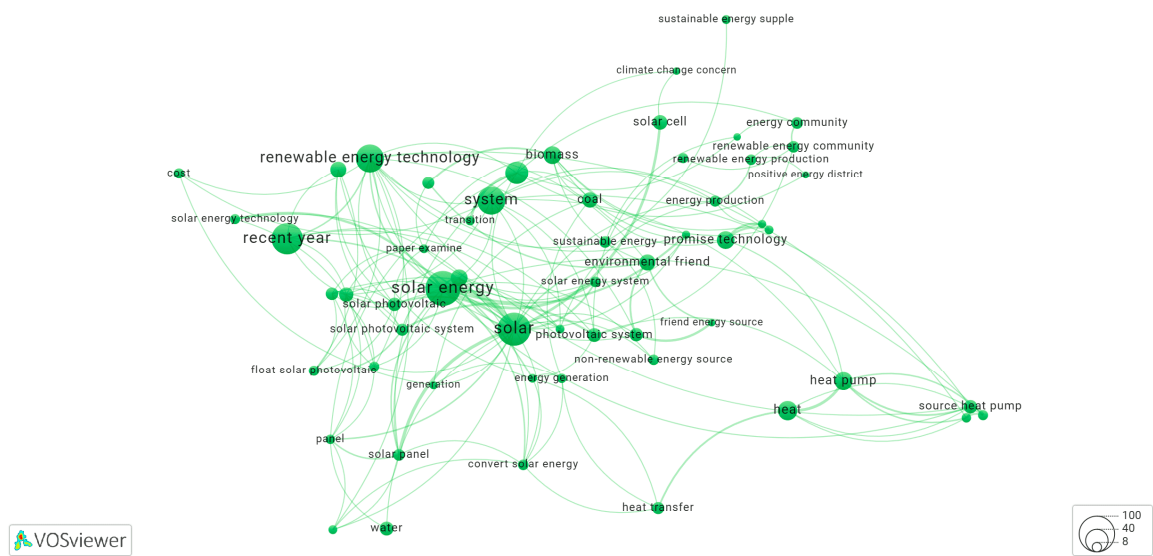 sustainable energy supple
climate change concern
solar cell
energy community
renewable energy community
renewable energy technology
biomass
renewable energy production
cost
positive energy district
system
coal
energy production
solar energy technology
transition
recent year
sustainable energy
promise technology
paper examine
environmental friend
solar energy system
solar energy
solar photovoltaic
friend energy source
solar photovoltaic system
solar
photovoltaic system
non-renewable energy source
float solar photovoltaic
energy generation
generation
heat pump
heat
source heat pump
panel
solar panel
convert solar energy
heat transfer
water
VOSviewer
100
40
8